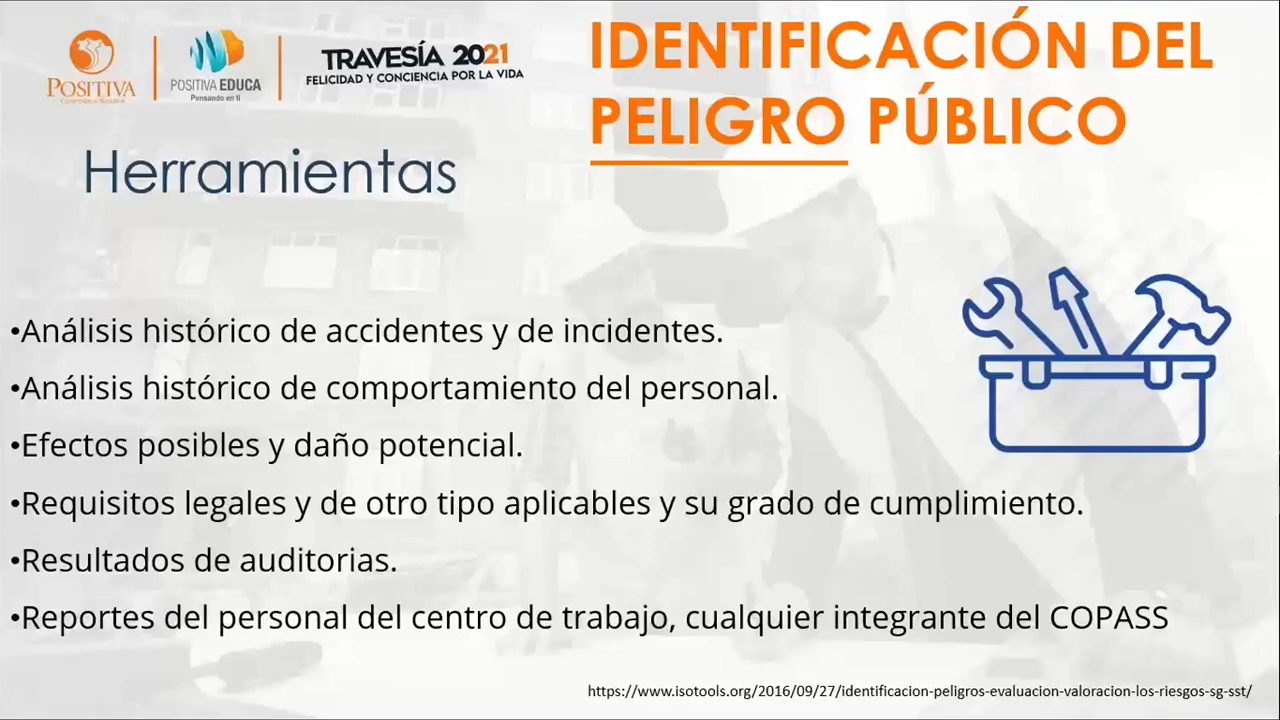 POSITIVA
COMPAÑÍA DE SEGUROS
POSITIVA EDUCA
Pensando en ti
TRAVESÍA 2021
FELICIDAD Y CONCIENCIA POR LA VIDA
IDENTIFICACIÓN DEL
PELIGRO PÚBLICO
Herramientas
•Análisis histórico de accidentes y de incidentes.
•Análisis histórico de comportamiento del personal.
•Efectos posibles y daño potencial.
•Requisitos legales y de otro tipo aplicables y su grado de cumplimiento.
•Resultados de auditorias.
•Reportes del personal del centro de trabajo, cualquier integrante del COPASS
https://www.isotools.org/2016/09/27/identificacion-peligros-evaluacion-valoracion-los-riesgos-sg-sst/